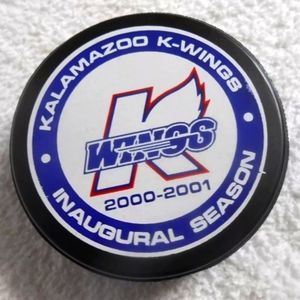 • KALAMAZOO K-WINGS •
K
WINGS
2000-2001
INAUGURAL SEASON